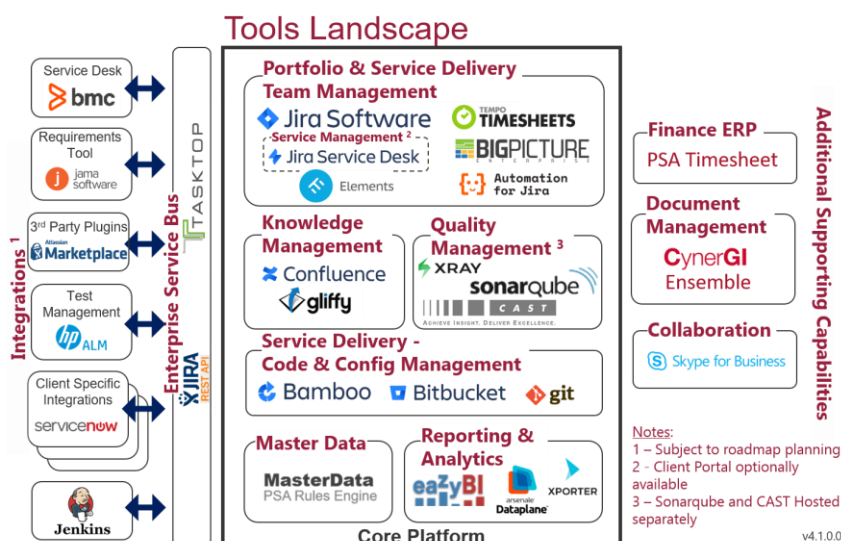 Tools Landscape
Integrations ¹
Service Desk
bmc
Requirements
Tool
jama
software
3rd Party Plugins
Atlassian
Marketplace
Test
Management
hp ALM
Client Specific
Integrations
servicenow
Jenkins
Enterprise Service Bus
TASKTOP
JIRA
REST API
Portfolio & Service Delivery
Team Management
Jira Software
TEMPO
TIMESHEETS
Service Management ²
Jira Service Desk
BIGPICTURE
ENTERPRISE
Elements
Automation
for Jira
Knowledge
Management
Confluence
gliffy
Quality
Management ³
XRAY
sonarqube
CAST
ACHIEVE INSIGHT. DELIVER EXCELLENCE.
Service Delivery -
Code & Config Management
Bamboo
Bitbucket
git
Master Data
MasterData
PSA Rules Engine
Reporting &
Analytics
eaZyBI
arsenale
Dataplane
XPORTER
Core Platform
Finance ERP
PSA Timesheet
Document
Management
CynerGI
Ensemble
Collaboration
Skype for Business
Additional Supporting Capabilities
Notes:
1 – Subject to roadmap planning
2 - Client Portal optionally
available
3 – Sonarqube and CAST Hosted
separately
v4.1.0.0